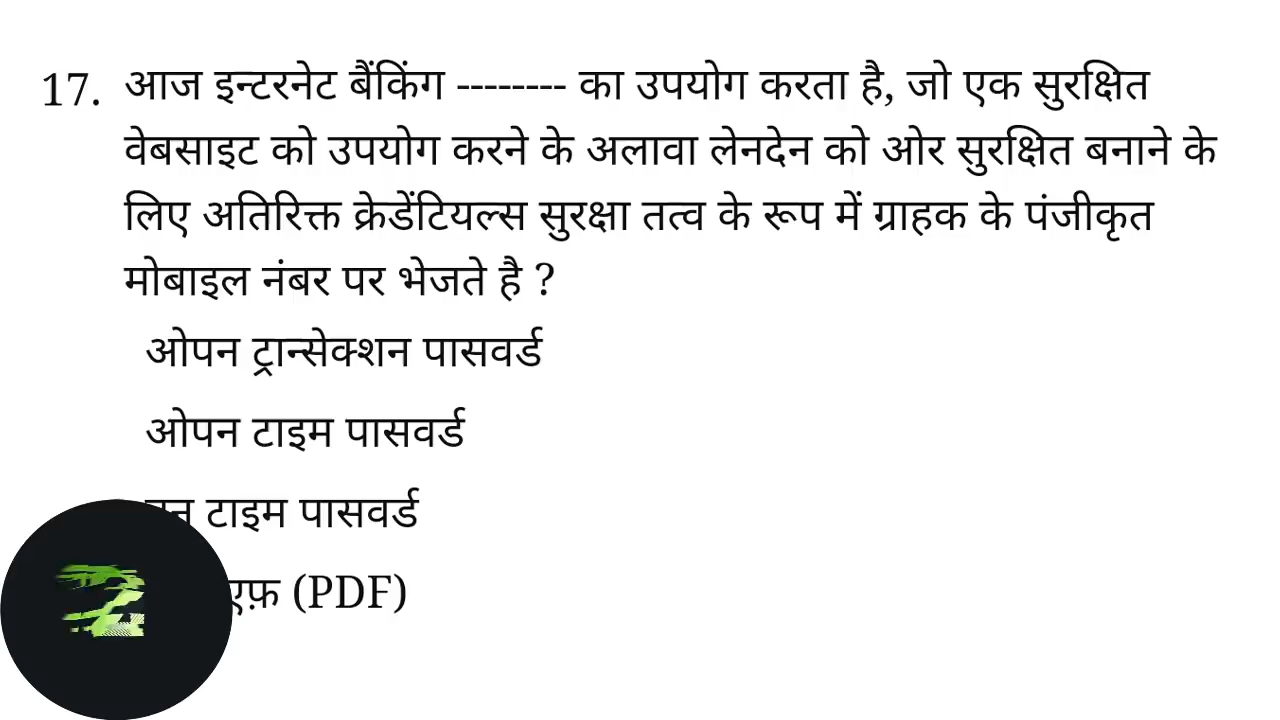 17. आज इन्टरनेट बैंकिंग -------- का उपयोग करता है, जो एक सुरक्षित
वेबसाइट को उपयोग करने के अलावा लेनदेन को ओर सुरक्षित बनाने के
लिए अतिरिक्त क्रेडेंटियल्स सुरक्षा तत्व के रूप में ग्राहक के पंजीकृत
मोबाइल नंबर पर भेजते है ?
ओपन ट्रान्सेक्शन पासवर्ड
ओपन टाइम पासवर्ड
टाइम पासवर्ड
(PDF)